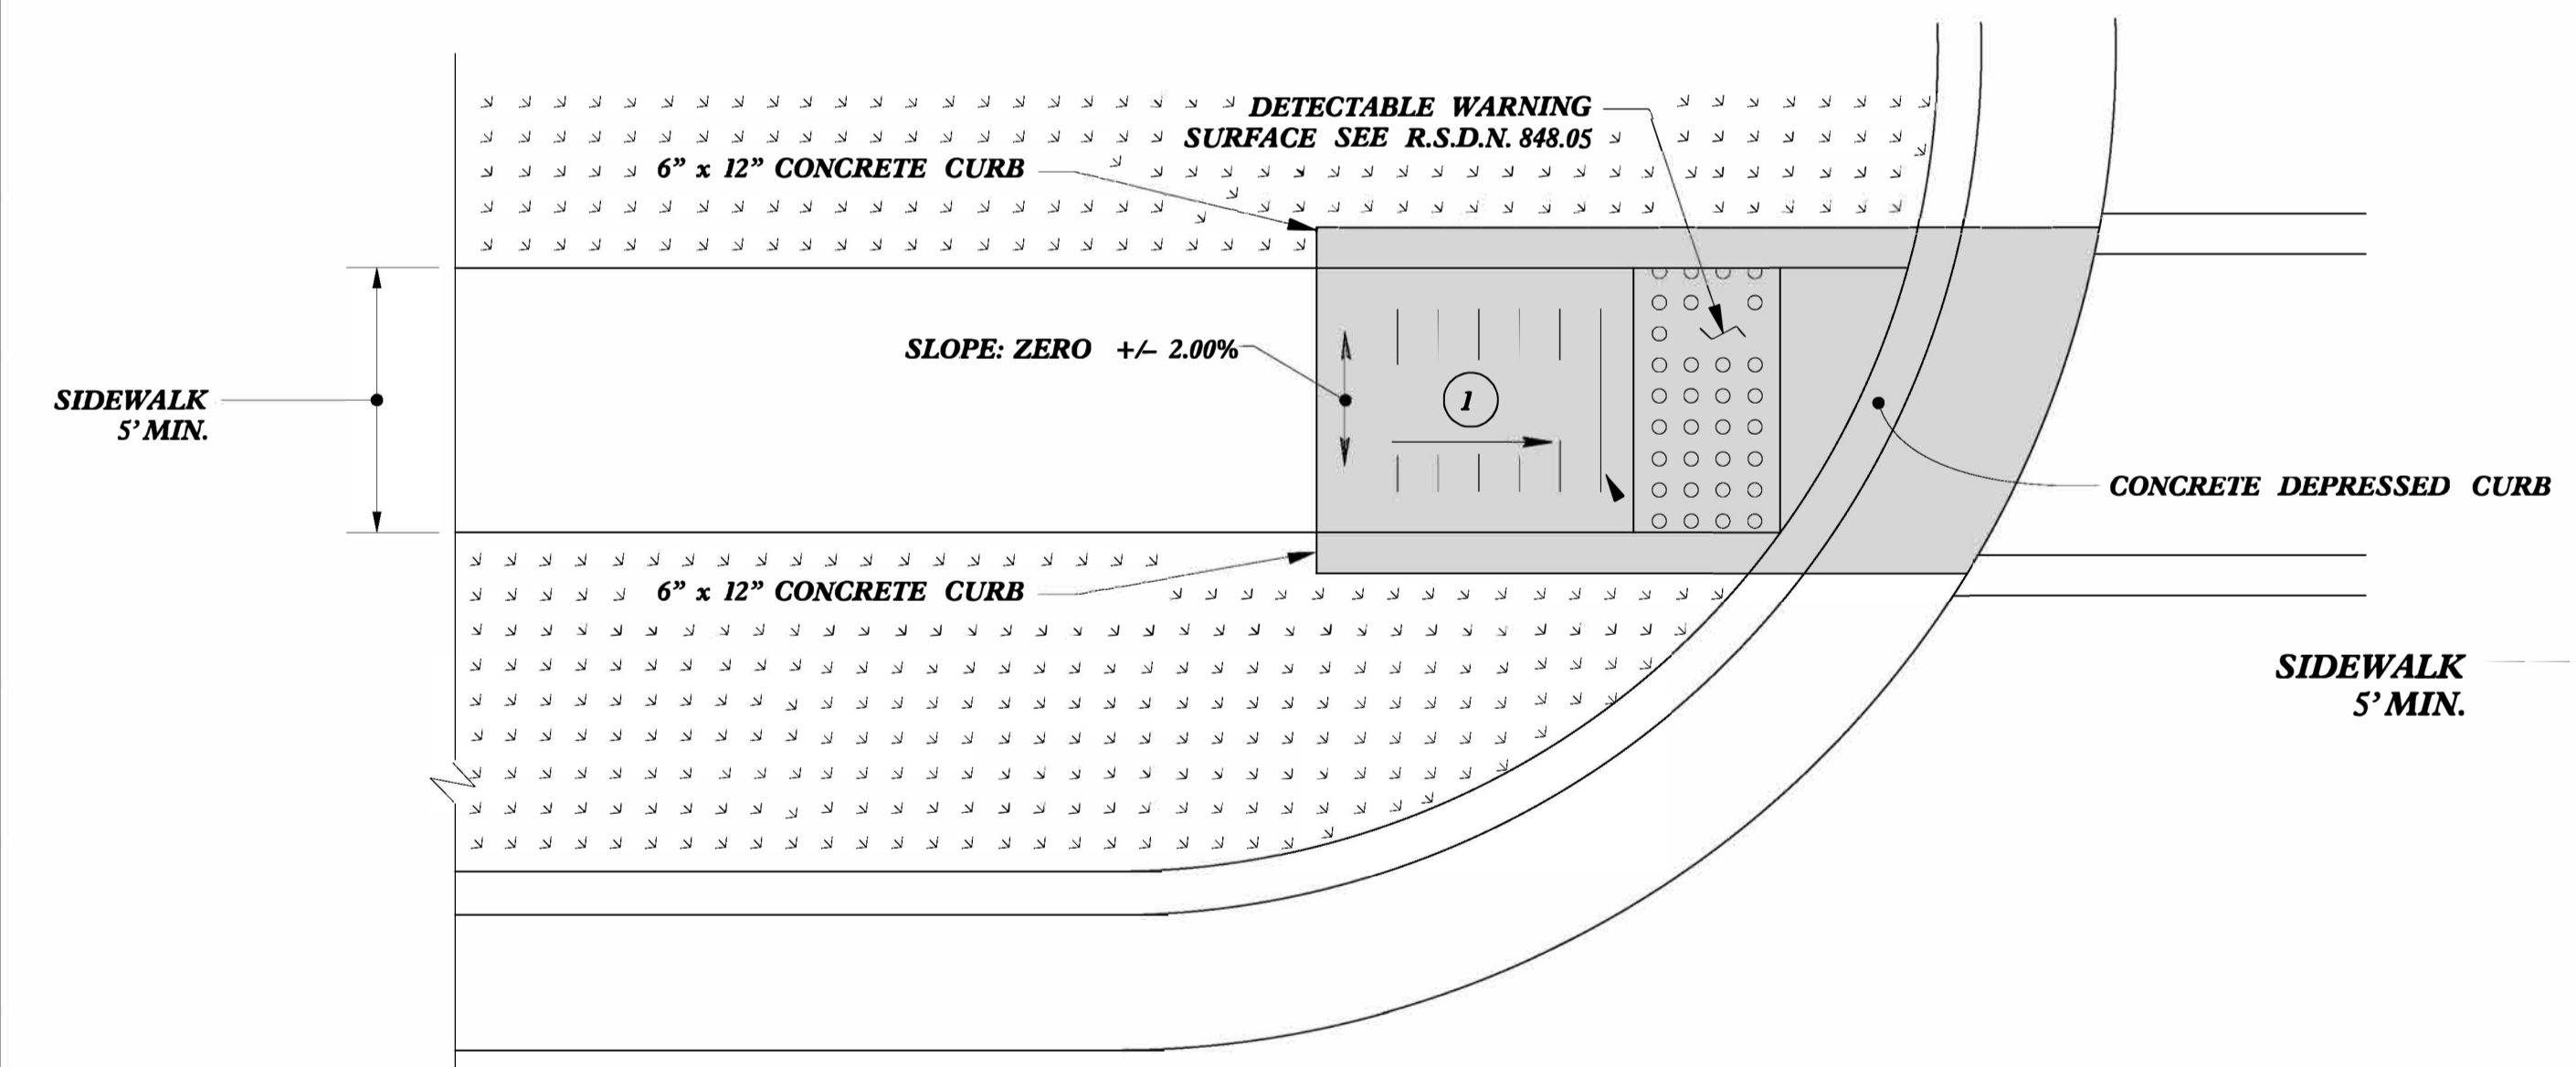 DETECTABLE WARNING
SURFACE SEE R.S.D.N. 848.05
6" x 12" CONCRETE CURB
SLOPE: ZERO +/- 2.00%
SIDEWALK
5' MIN.
1
CONCRETE DEPRESSED CURB
6" x 12" CONCRETE CURB
SIDEWALK
5' MIN.